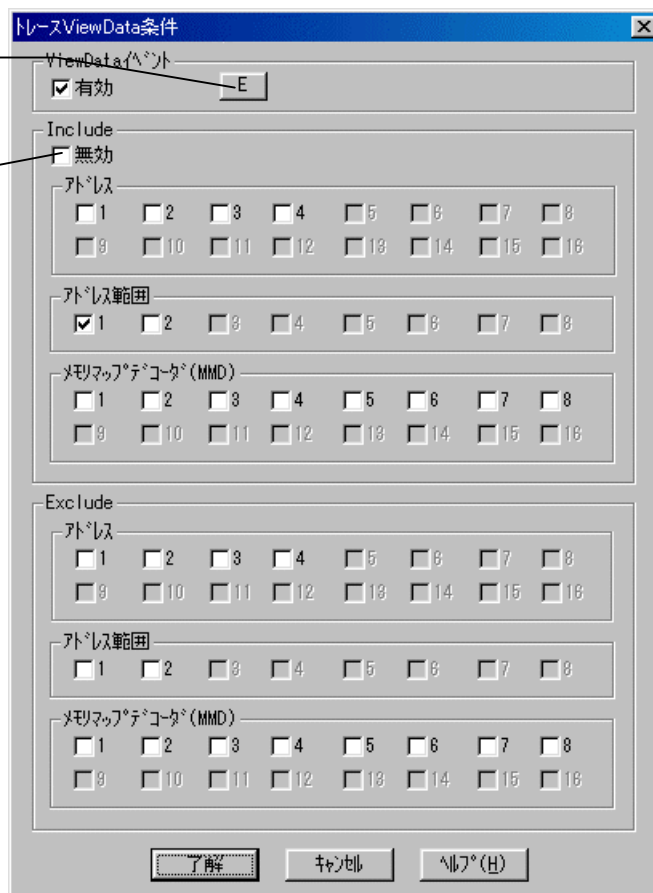 トレースViewData条件
ViewDataイベント
有効 E
Include
無効
アドレス
1 2 3 4 5 6 7 8
9 10 11 12 13 14 15 16
アドレス範囲
1 2 3 4 5 6 7 8
メモリマップデコーダ(MMD)
1 2 3 4 5 6 7 8
9 10 11 12 13 14 15 16
Exclude
アドレス
1 2 3 4 5 6 7 8
9 10 11 12 13 14 15 16
アドレス範囲
1 2 3 4 5 6 7 8
メモリマップデコーダ(MMD)
1 2 3 4 5 6 7 8
9 10 11 12 13 14 15 16
了解 キャンセル ヘルプ(H)